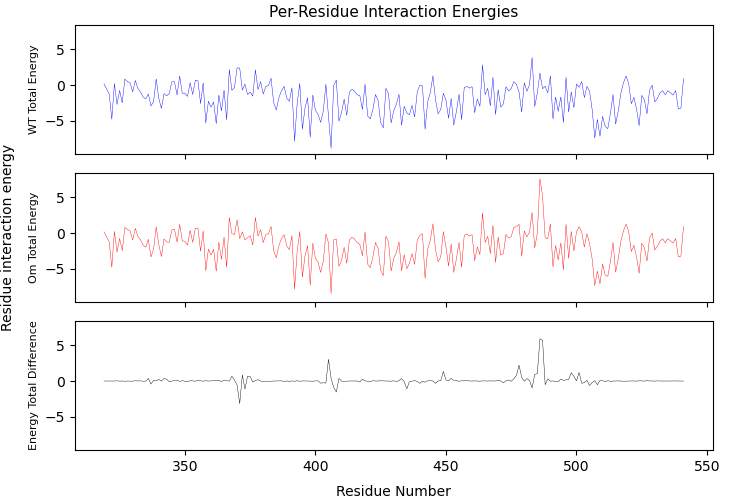 Per-Residue Interaction Energies
Residue interaction energy
WT Total Energy
5
0
−5
Om Total Energy
5
0
−5
Energy Total Difference
5
0
−5
350 400 450 500 550
Residue Number